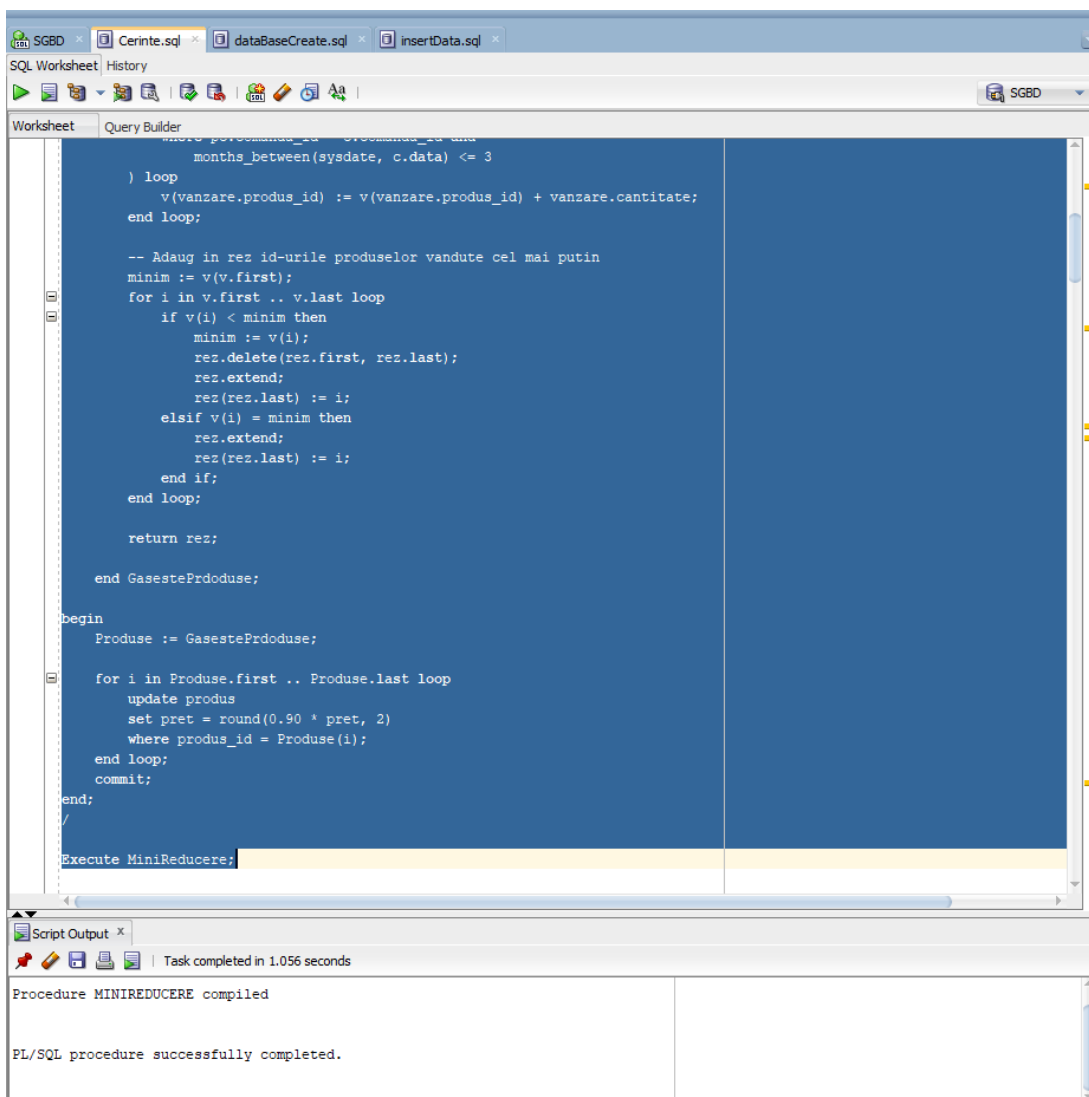 SGBD Cerinte.sql dataBaseCreate.sql insertData.sql
SQL Worksheet History
SGBD
Worksheet Query Builder
months_between(sysdate, c.data) <= 3
) loop
v(vanzare.produs_id) := v(vanzare.produs_id) + vanzare.cantitate;
end loop;
-- Adaug in rez id-urile produselor vandute cel mai putin
minim := v(v.first);
for i in v.first .. v.last loop
if v(i) < minim then
minim := v(i);
rez.delete(rez.first, rez.last);
rez.extend;
rez(rez.last) := i;
elsif v(i) = minim then
rez.extend;
rez(rez.last) := i;
end if;
end loop;
return rez;
end GasestePrdoduse;
begin
Produse := GasestePrdoduse;
for i in Produse.first .. Produse.last loop
update produs
set pret = round(0.90 * pret, 2)
where produs_id = Produse(i);
end loop;
commit;
end;
/
Execute MiniReducere;
Script Output x
Task completed in 1.056 seconds
Procedure MINIREDUCERE compiled
PL/SQL procedure successfully completed.